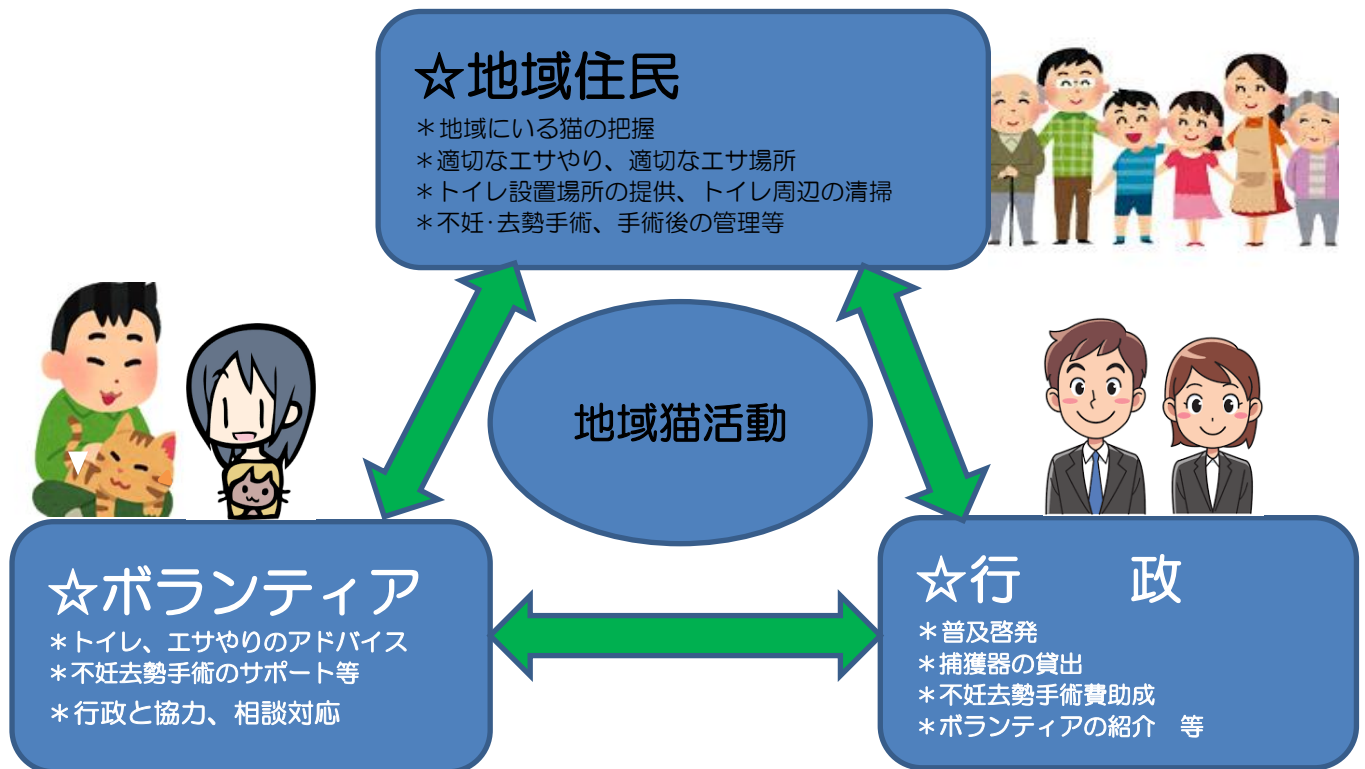 ☆地域住民
＊地域にいる猫の把握
＊適切なエサやり、適切なエサ場所
＊トイレ設置場所の提供、トイレ周辺の清掃
＊不妊・去勢手術、手術後の管理等
地域猫活動
☆ボランティア
＊トイレ、エサやりのアドバイス
＊不妊去勢手術のサポート等
＊行政と協力、相談対応
☆行　　政
＊普及啓発
＊捕獲器の貸出
＊不妊去勢手術費助成
＊ボランティアの紹介　等